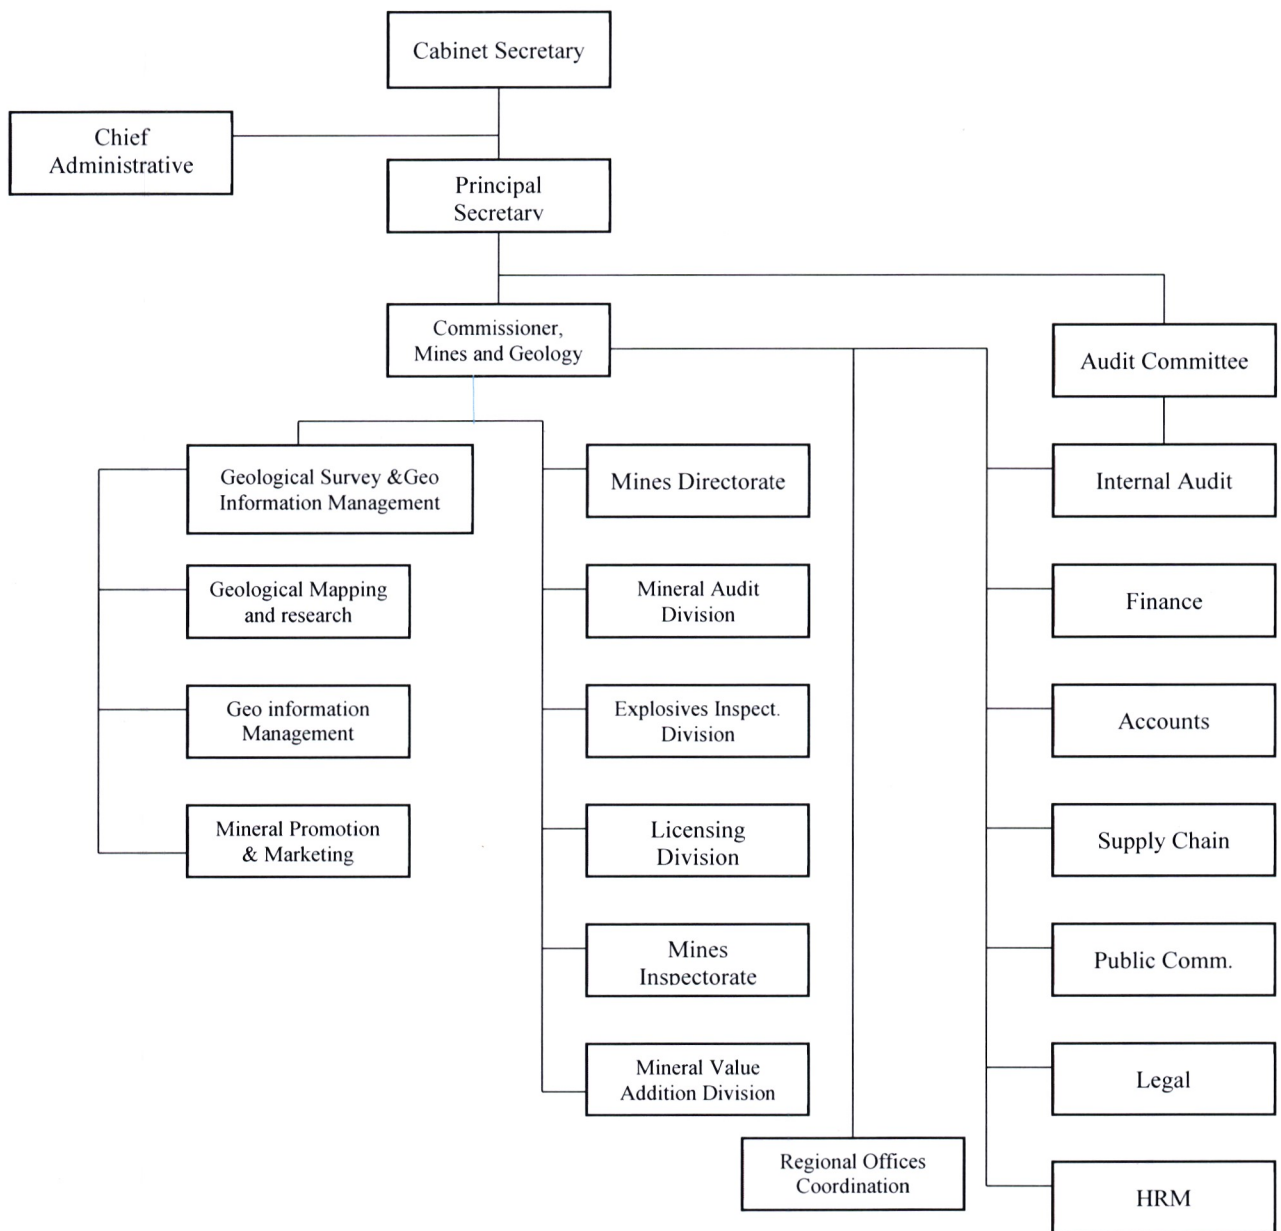 Cabinet Secretary
Chief
Administrative
Principal
Secretary
Commissioner,
Mines and Geology
Audit Committee
Geological Survey &Geo
Information Management
Mines Directorate
Internal Audit
Geological Mapping
and research
Mineral Audit
Division
Finance
Geo information
Management
Explosives Inspect.
Division
Accounts
Mineral Promotion
& Marketing
Licensing
Division
Supply Chain
Mines
Inspectorate
Public Comm.
Mineral Value
Addition Division
Legal
Regional Offices
Coordination
HRM